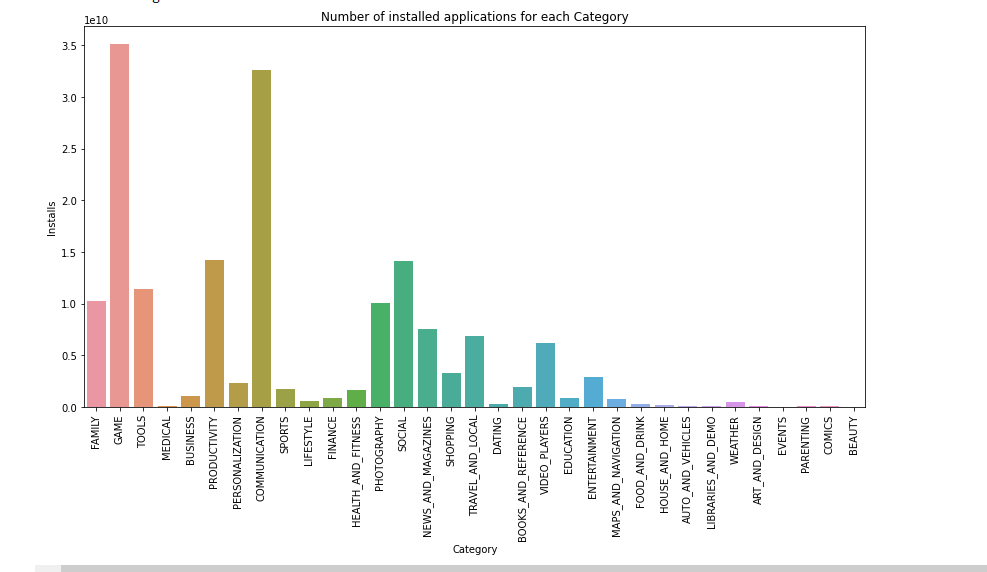 1e10
Number of installed applications for each Category
3.5
3.0
2.5
2.0
1.5
1.0
0.5
0.0
Installs
FAMILY
GAME
TOOLS
MEDICAL
BUSINESS
PRODUCTIVITY
PERSONALIZATION
COMMUNICATION
SPORTS
LIFESTYLE
FINANCE
HEALTH_AND_FITNESS
PHOTOGRAPHY
SOCIAL
NEWS_AND_MAGAZINES
SHOPPING
TRAVEL_AND_LOCAL
DATING
BOOKS_AND_REFERENCE
VIDEO_PLAYERS
EDUCATION
ENTERTAINMENT
MAPS_AND_NAVIGATION
FOOD_AND_DRINK
HOUSE_AND_HOME
AUTO_AND_VEHICLES
LIBRARIES_AND_DEMO
WEATHER
ART_AND_DESIGN
EVENTS
PARENTING
COMICS
BEAUTY
Category